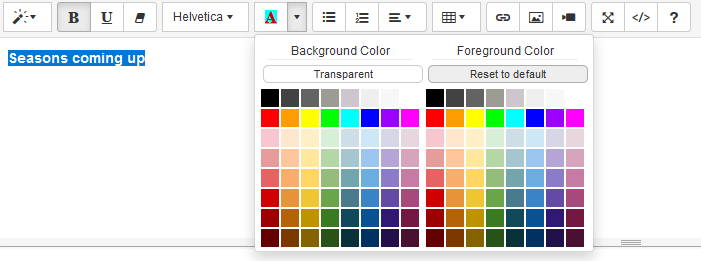 B U Helvetica A </> ?
Seasons coming up
Background Color Foreground Color
Transparent Reset to default